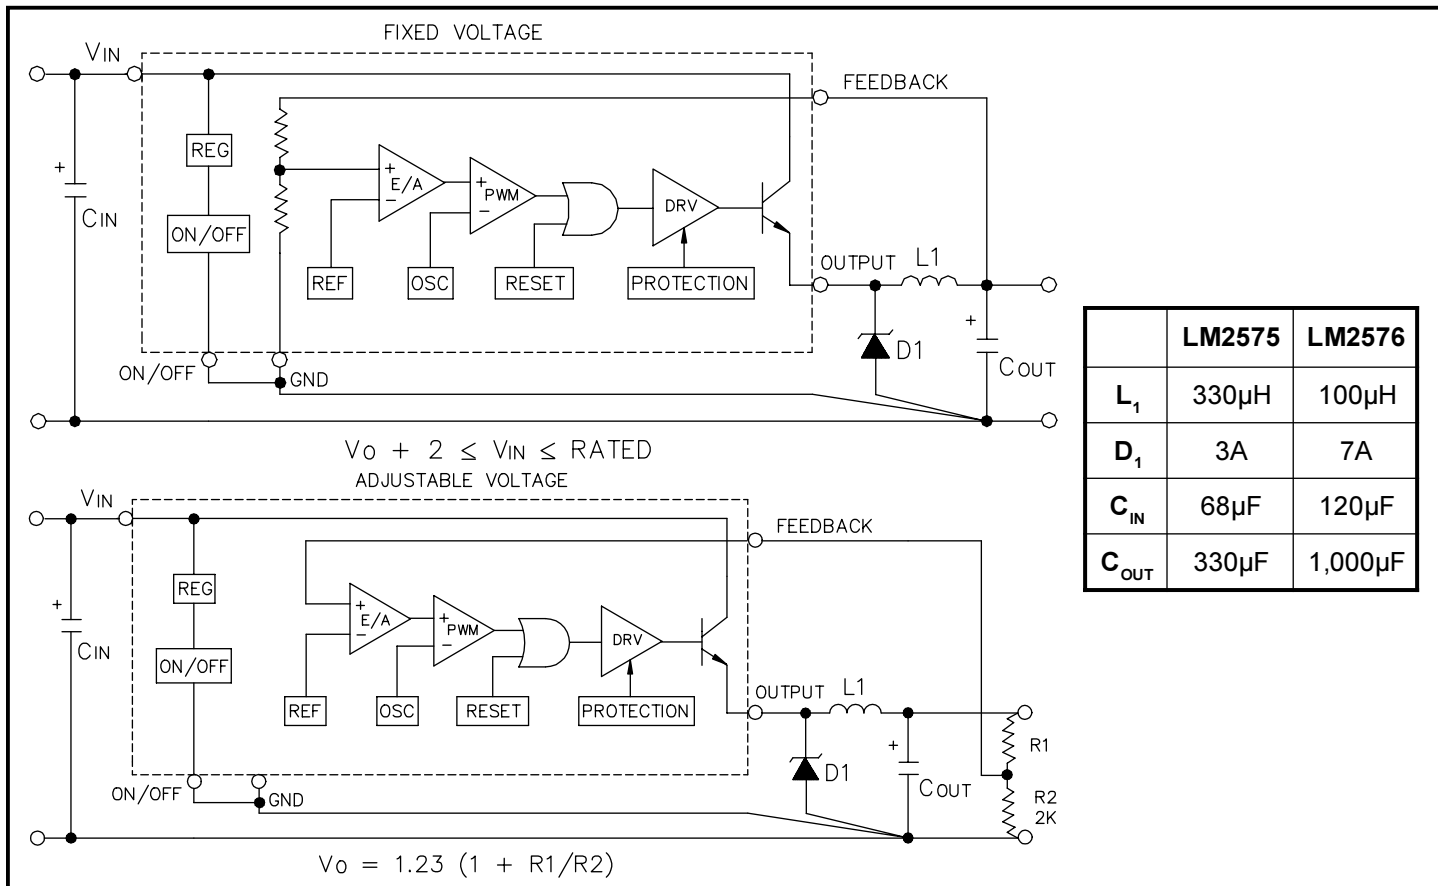 FIXED VOLTAGE
VIN
FEEDBACK
REG
+
CIN
+
E/A
−
+
PWM
−
DRV
ON/OFF
REF
OSC
RESET
PROTECTION
OUTPUT
L1
+
D1
COUT
ON/OFF
GND
VO + 2 ≤ VIN ≤ RATED
ADJUSTABLE VOLTAGE
VIN
FEEDBACK
REG
+
CIN
+
E/A
−
+
PWM
−
DRV
ON/OFF
REF
OSC
RESET
PROTECTION
OUTPUT
L1
+
D1
COUT
R1
R2
2K
ON/OFF
GND
VO = 1.23 (1 + R1/R2)
LM2575 LM2576
L1 330µH 100µH
D1 3A 7A
CIN 68µF 120µF
COUT 330µF 1,000µF